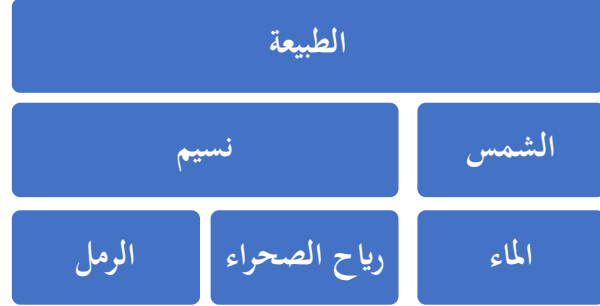 الطبيعة
الشمس
نسيم
الماء
رياح الصحراء
الرمل